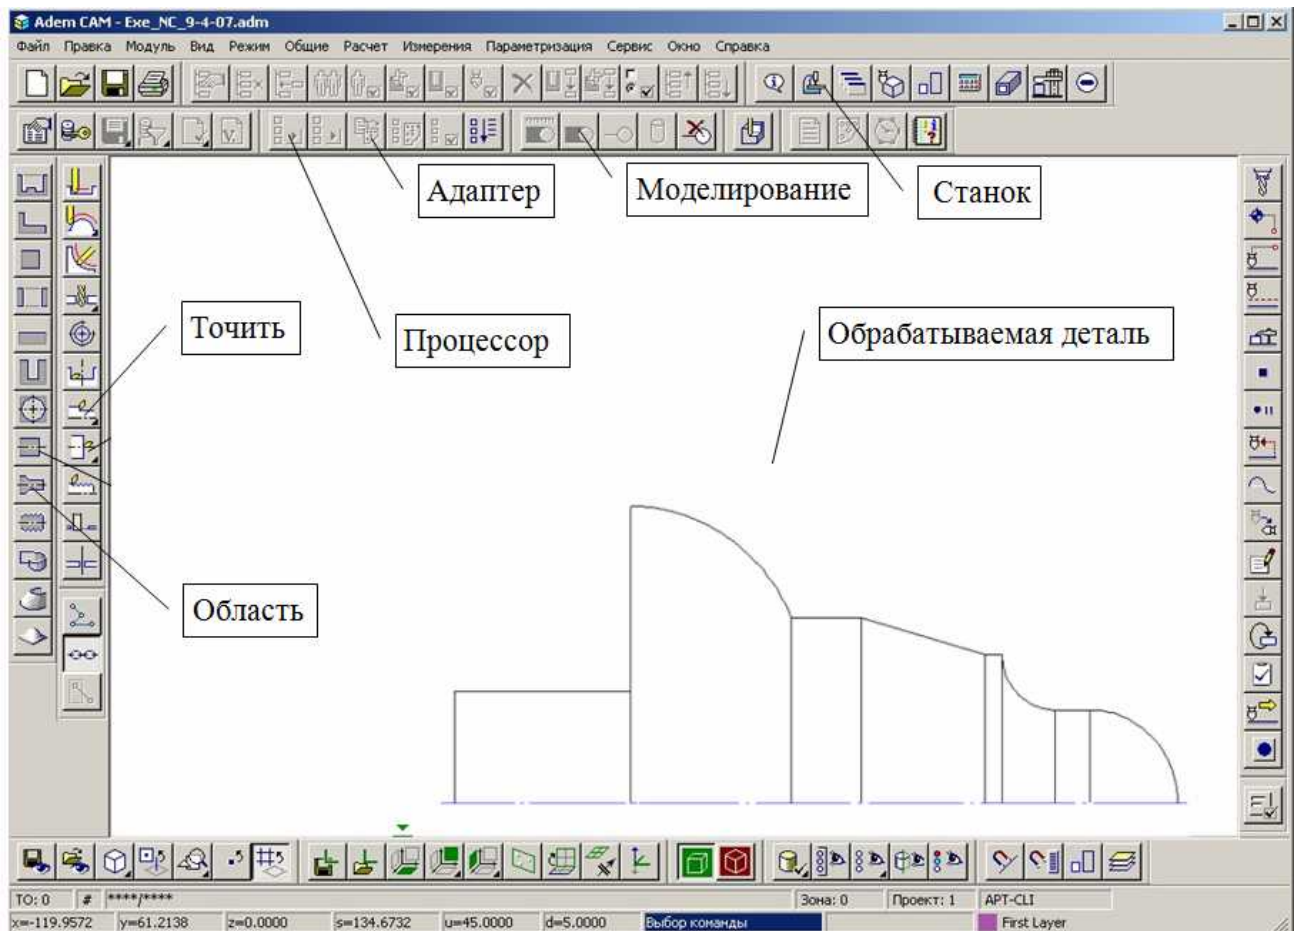 Adem CAM - Exe_NC_9-4-07.adm
Файл Правка Модуль Вид Режим Общие Расчет Измерения Параметризация Сервис Окно Справка
Адаптер
Моделирование
Станок
Точить
Процессор
Обрабатываемая деталь
Область
ТО: 0 # ****/**** Зона: 0 Проект: 1 APT-CLI
x=-119.9572 y=61.2138 z=0.0000 s=134.6732 u=45.0000 d=5.0000 Выбор команды First Layer